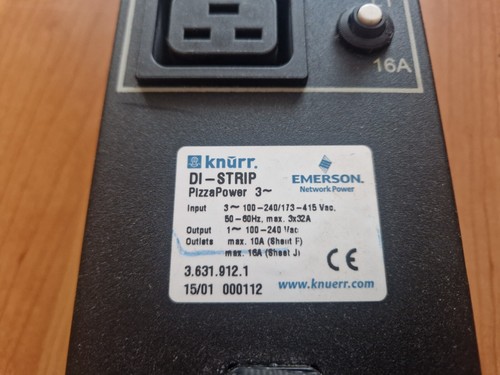 16A
knürr.
DI-STRIP
PizzaPower 3~
EMERSON.
Network Power
Input 3~ 100-240/173-415 Vac,
50-60Hz, max. 3x32A
Output 1~ 100-240 Vac
Outlets max. 10A (Sheet F)
max. 16A (Sheet J)
3.631.912.1
15/01 000112
CE
www.knuerr.com